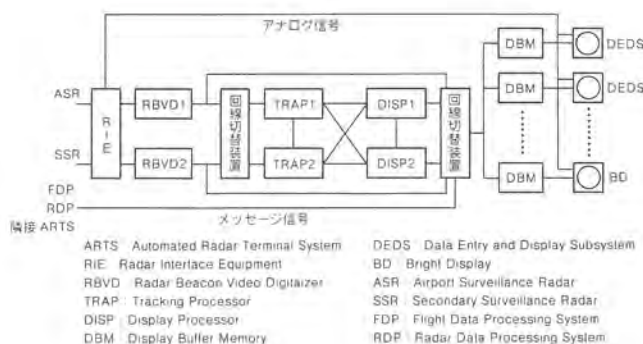 アナログ信号
ASR
SSR
RIE
RBVD1
RBVD2
回線切替装置
TRAP1
TRAP2
DISP1
DISP2
回線切替装置
DBM
DBM
DBM
DEDS
DEDS
BD
FDP
RDP
隣接 ARTS
メッセージ信号
ARTS Automated Radar Terminal System
RIE Radar Interface Equipment
RBVD Radar Beacon Video Digitaizer
TRAP Tracking Processor
DISP Display Processor
DBM Display Buffer Memory
DEDS Data Entry and Display Subsystem
BD Bright Display
ASR Airport Surveillance Radar
SSR Secondary Surveillance Radar
FDP Flight Data Processing System
RDP Radar Data Processing System